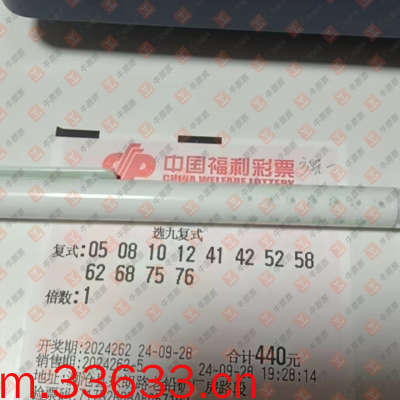 中国福利彩票
CHINA WELFARE LOTTERY
选九复式
复式:05 08 10 12 41 42 52 58
62 68 75 76
倍数:1
开奖期:2024262 24-09-28 合计440元
销售期:2024262-5 24-09-28 19:28:14
地址:
m.33633.com.cn